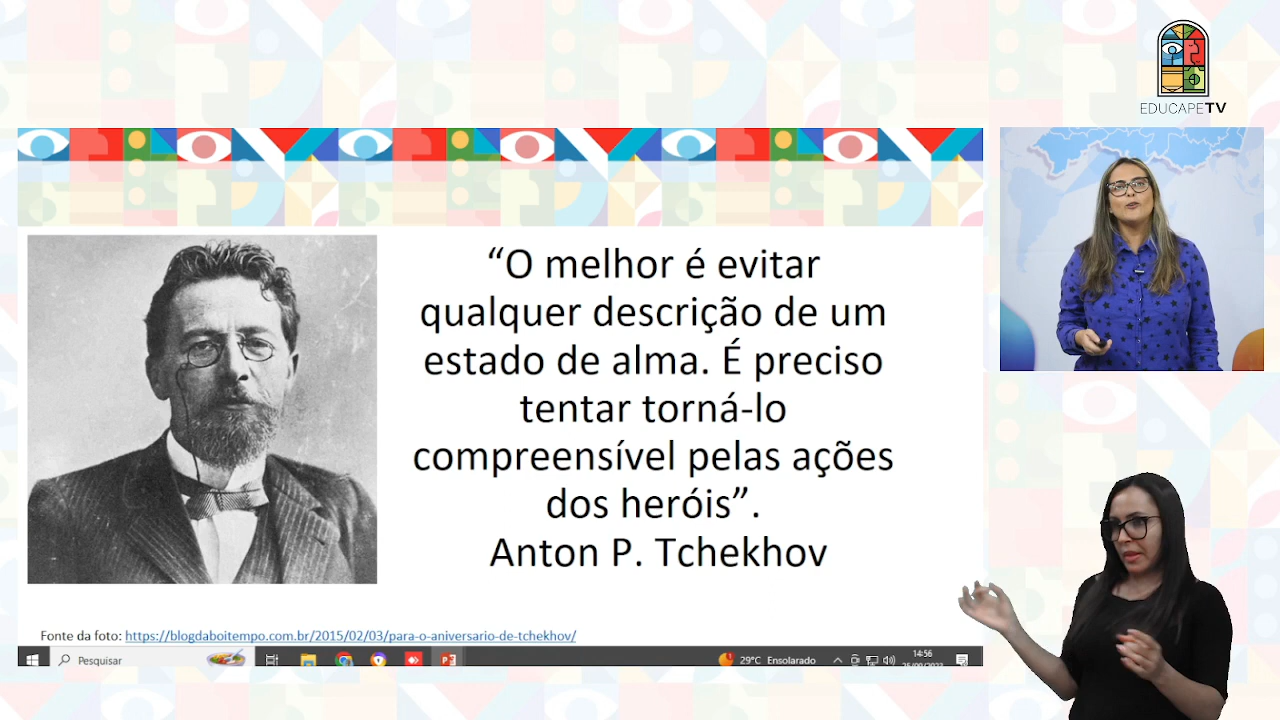 EDUCAPETV
“O melhor é evitar
qualquer descrição de um
estado de alma. É preciso
tentar torná-lo
compreensível pelas ações
dos heróis”.
Anton P. Tchekhov
Fonte da foto: https://blogdaboitempo.com.br/2015/02/03/para-o-aniversario-de-tchekhov/
Pesquisar
29°C Ensolarado
14:56